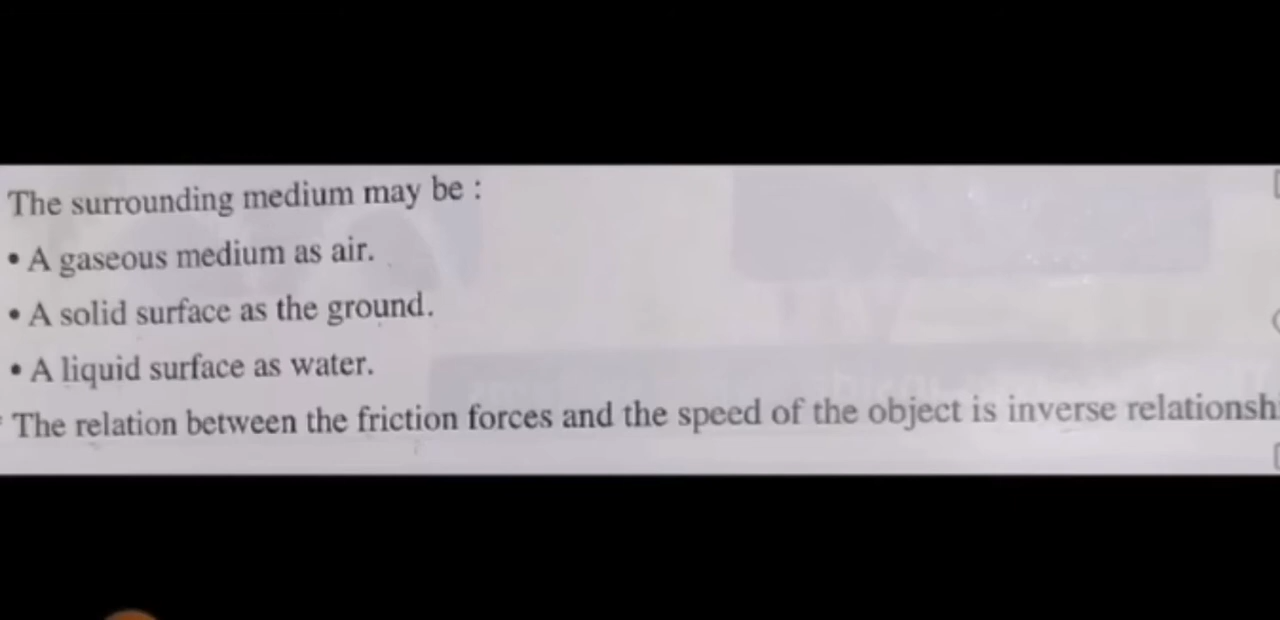 The surrounding medium may be :
• A gaseous medium as air.
• A solid surface as the ground.
• A liquid surface as water.
The relation between the friction forces and the speed of the object is inverse relationsh